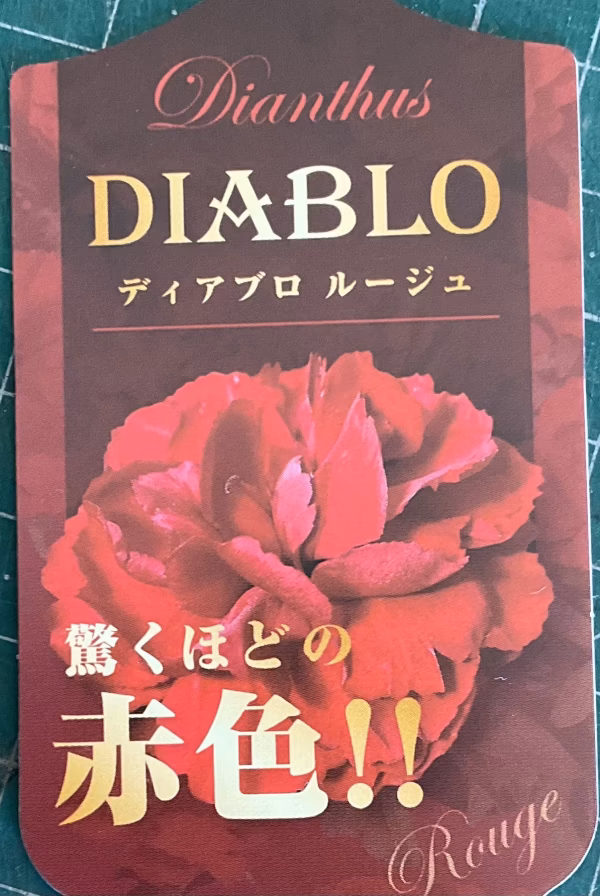 Dianthus
DIABLO
ディアブロ ルージュ
驚くほどの
赤色!!
Rouge